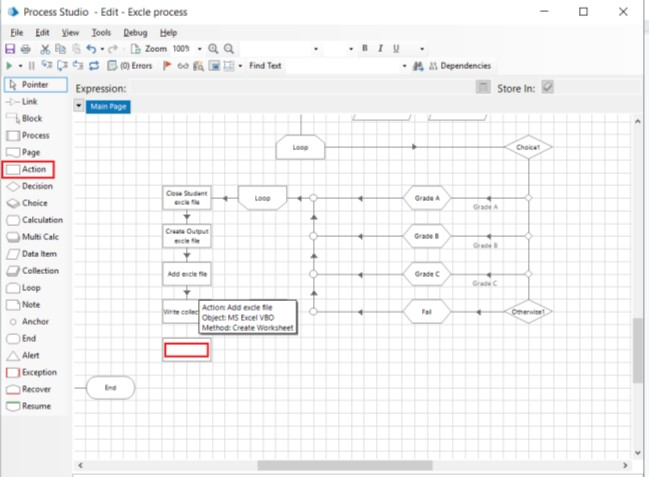 Process Studio - Edit - Excle process
File Edit View Tools Debug Help
Zoom 100% B I U
(0) Errors Find Text Dependencies
Pointer
Link
Block
Process
Page
Action
Decision
Choice
Calculation
Multi Calc
Data Item
Collection
Loop
Note
Anchor
End
Alert
Exception
Recover
Resume
Expression: Store In:
Main Page
Loop
Choice1
Close Student
excle file
Loop
Grade A
Grade A
Create Output
excle file
Grade B
Grade B
Add excle file
Grade C
Grade C
Write collec
Fail
Otherwise1
Action: Add excle file
Object: MS Excel VBO
Method: Create Worksheet
End